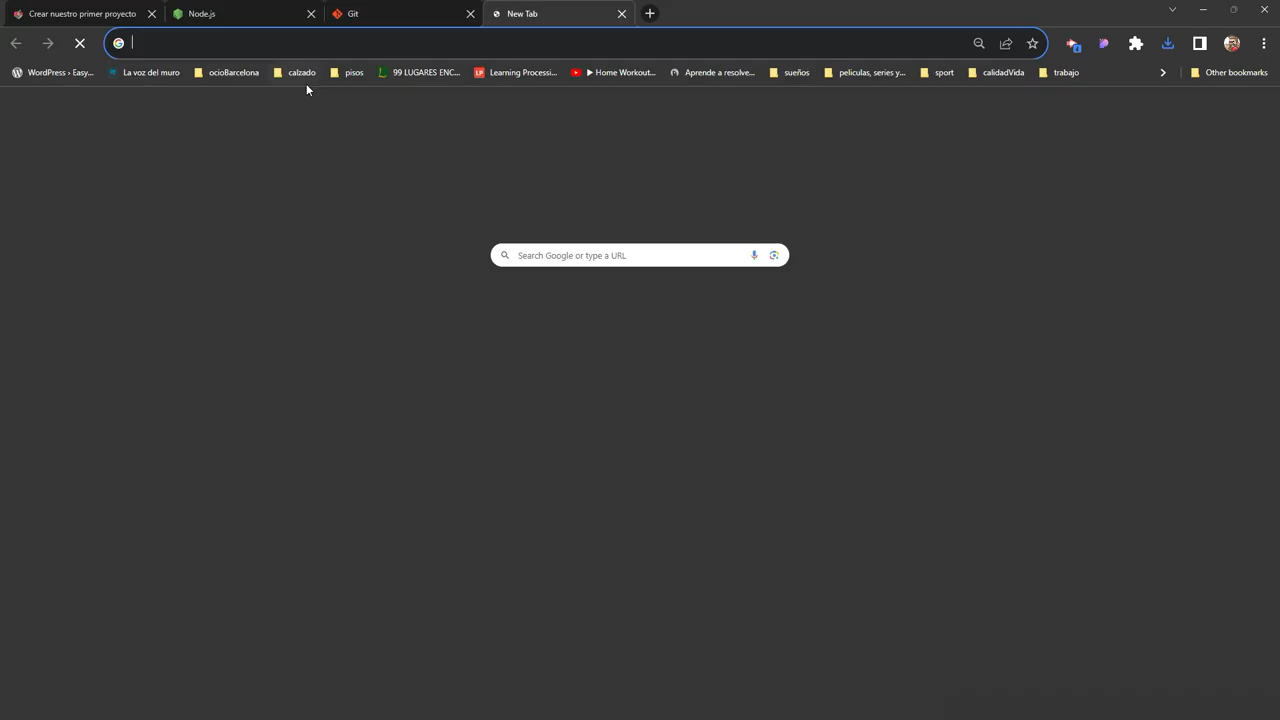 Crear nuestro primer proyecto
Node.js
Git
New Tab
WordPress › Easy...
La voz del muro
ocioBarcelona
calzado
pisos
99 LUGARES ENC...
LP
Learning Processi...
▶ Home Workout...
Aprende a resolve...
sueños
peliculas, series y...
sport
calidadVida
trabajo
Other bookmarks
Search Google or type a URL